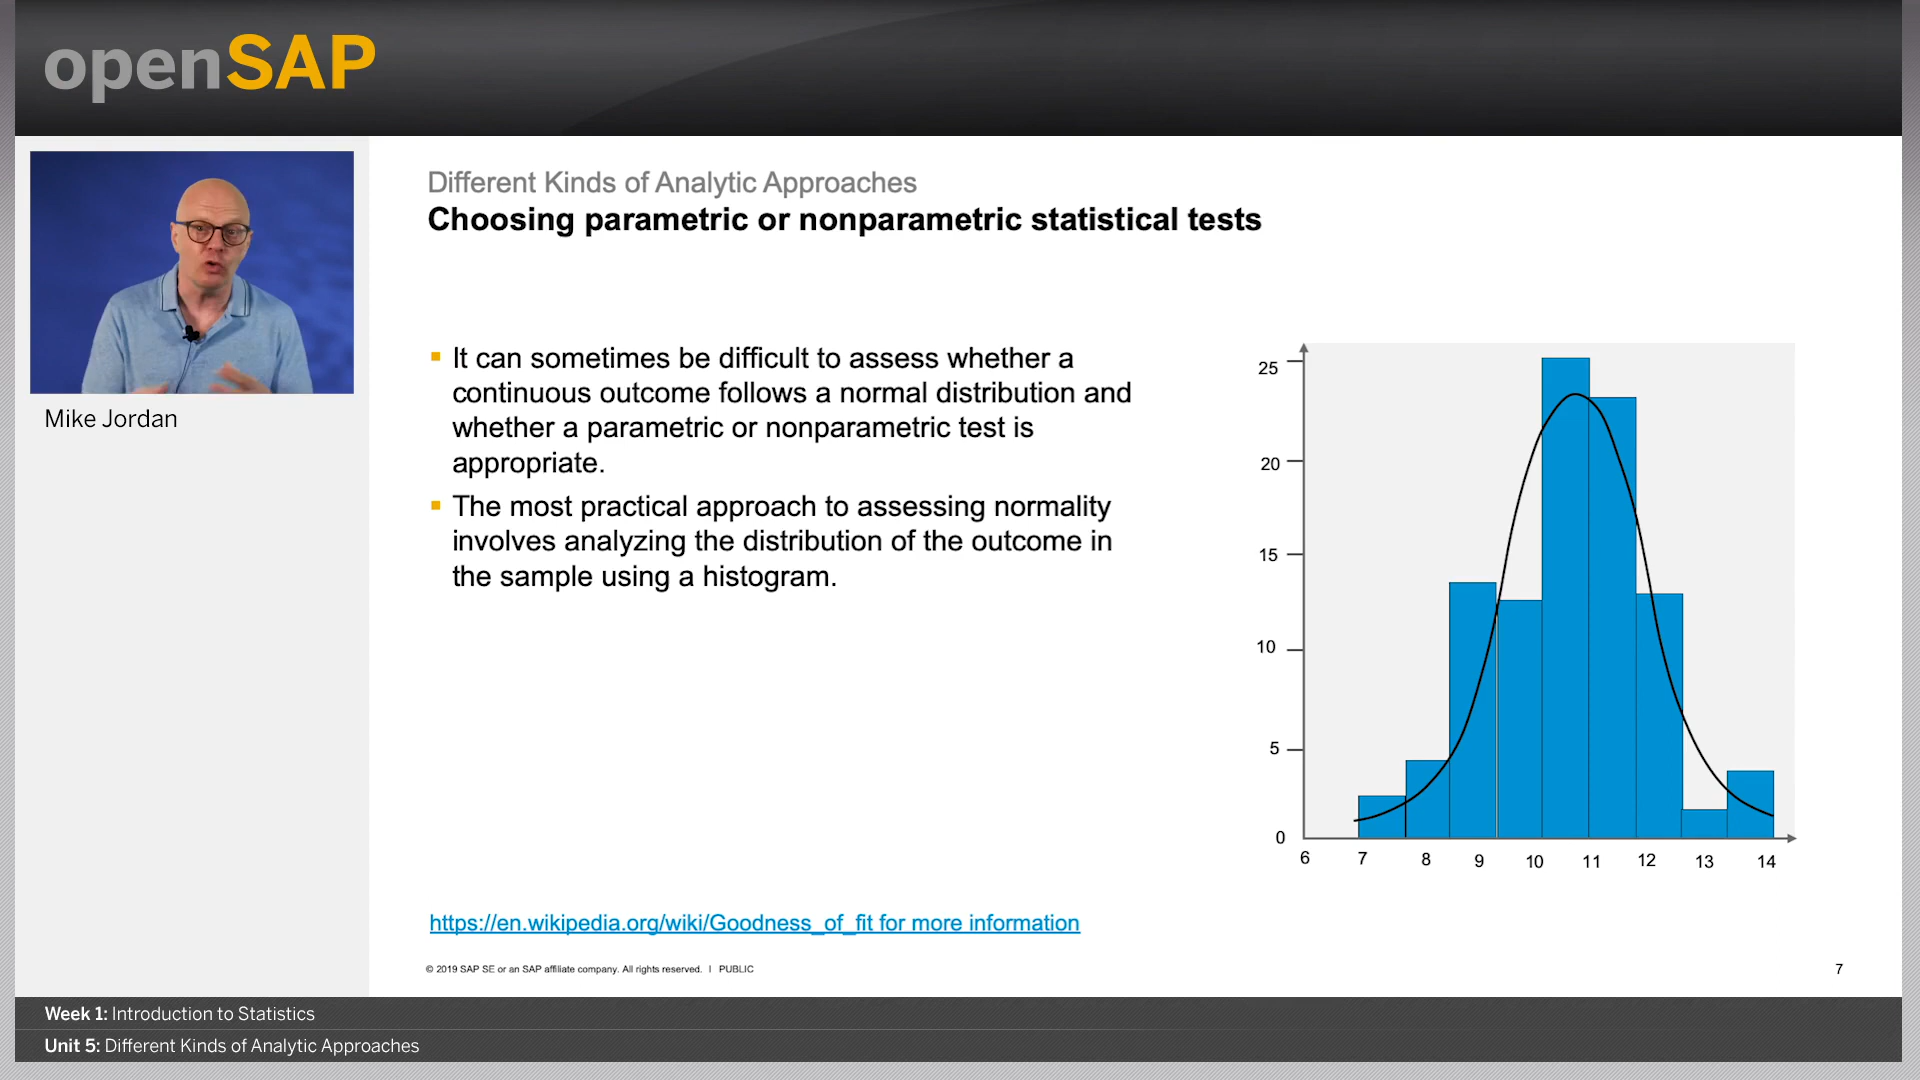 openSAP
Mike Jordan
Different Kinds of Analytic Approaches
Choosing parametric or nonparametric statistical tests
▪ It can sometimes be difficult to assess whether a
continuous outcome follows a normal distribution and
whether a parametric or nonparametric test is
appropriate.
▪ The most practical approach to assessing normality
involves analyzing the distribution of the outcome in
the sample using a histogram.
25
20
15
10
5
0
6 7 8 9 10 11 12 13 14
https://en.wikipedia.org/wiki/Goodness_of_fit for more information
© 2019 SAP SE or an SAP affiliate company. All rights reserved. ǀ PUBLIC
7
Week 1: Introduction to Statistics
Unit 5: Different Kinds of Analytic Approaches